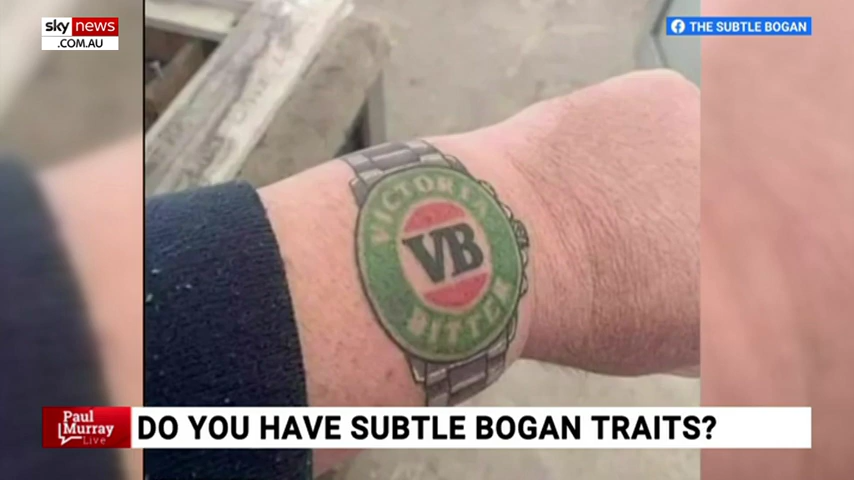 sky news
.COM.AU
THE SUBTLE BOGAN
VICTORIA
VB
BITTER
Paul
Murray
Live
DO YOU HAVE SUBTLE BOGAN TRAITS?